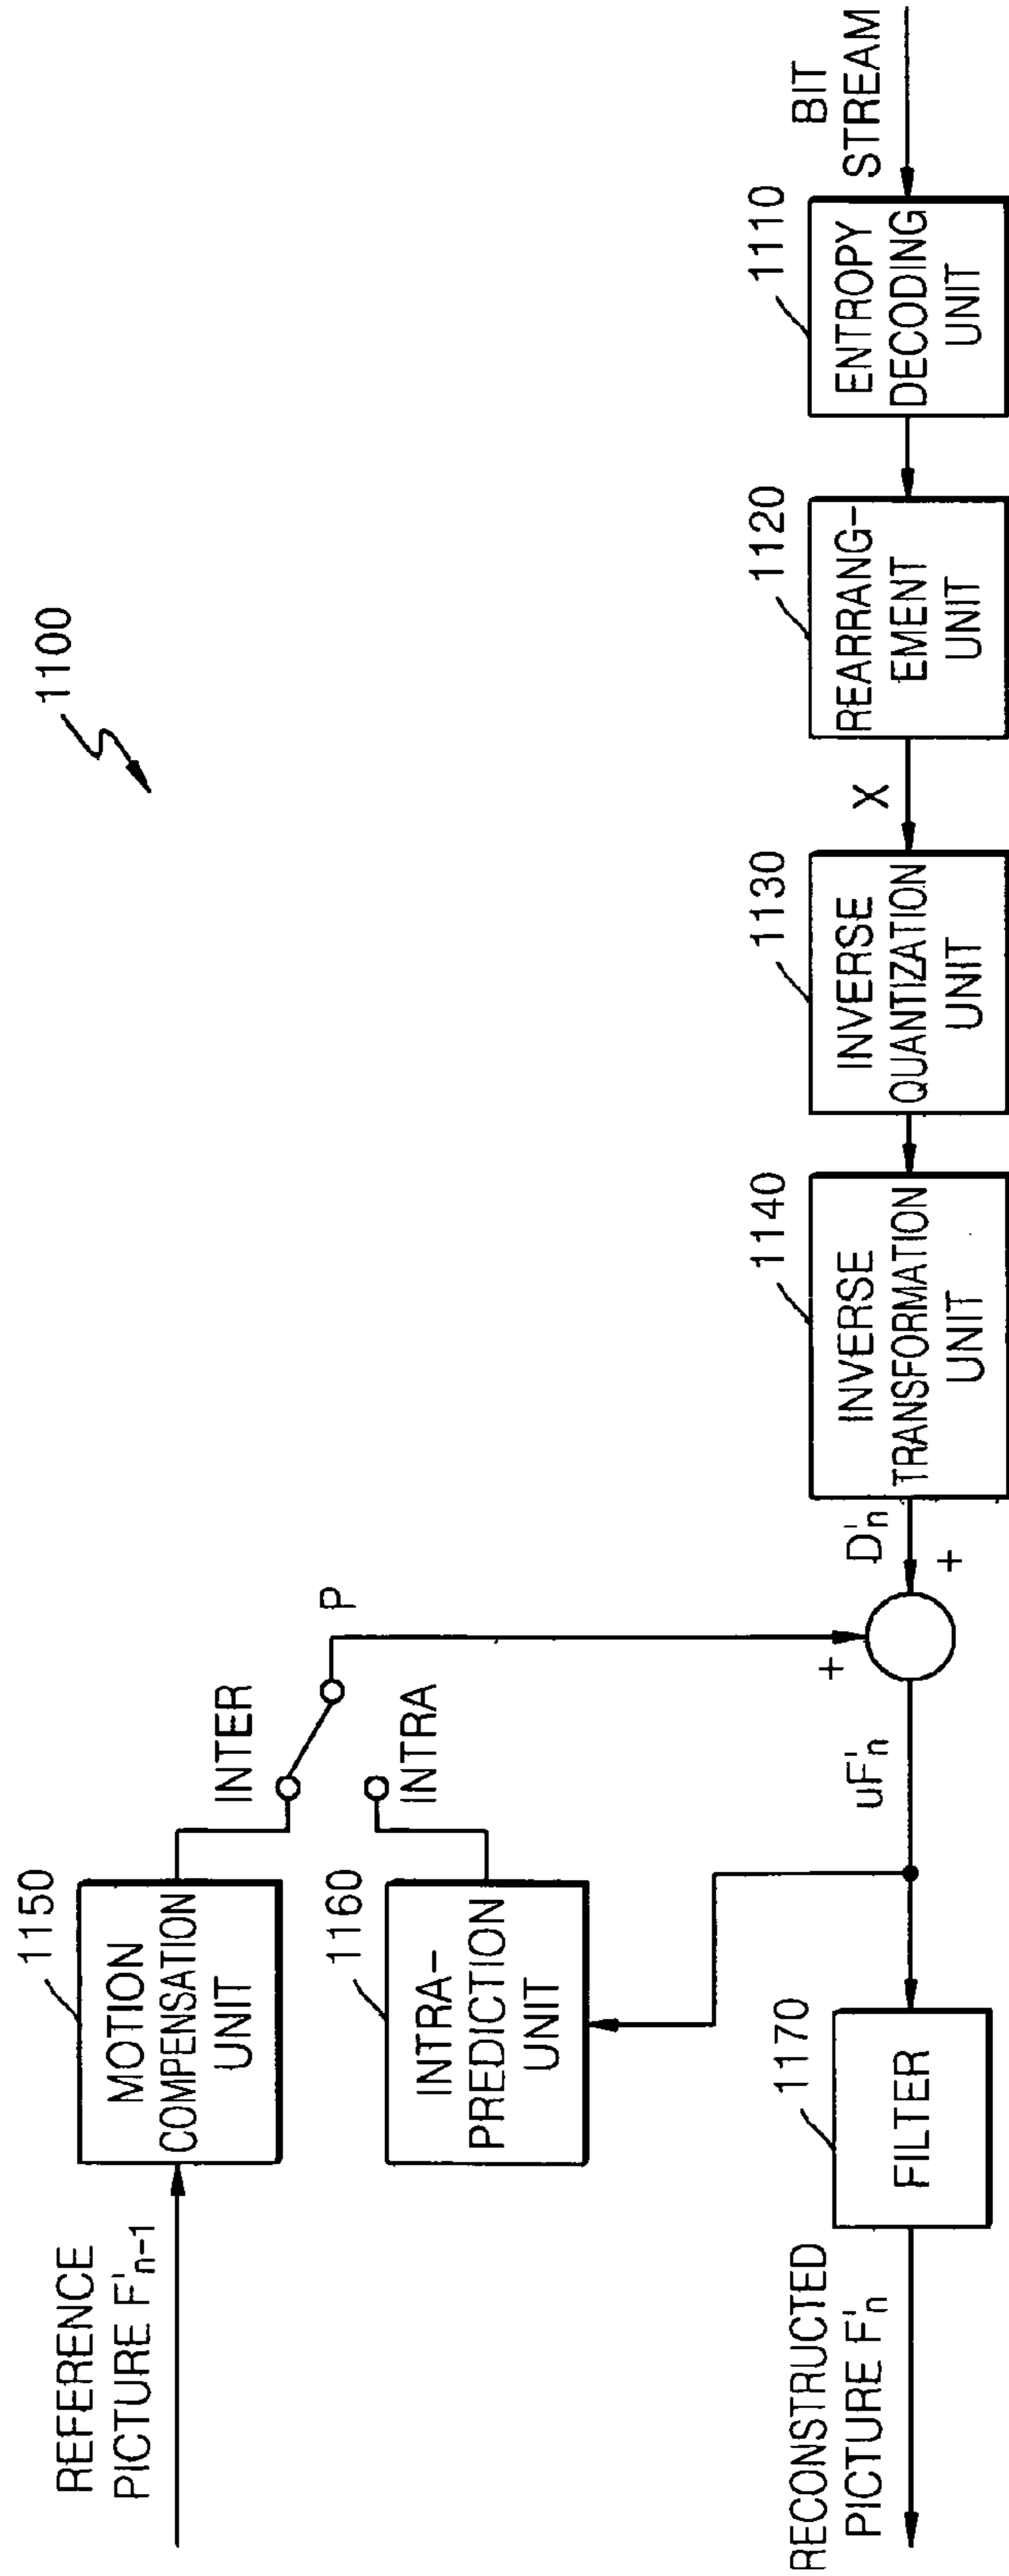 1100
REFERENCE
PICTURE F'n-1
1150
MOTION
COMPENSATION
UNIT
INTER
P
1160
INTRA-
PREDICTION
UNIT
INTRA
RECONSTRUCTED
PICTURE F'n
1170
FILTER
uF'n
+
+
D'n
1140
INVERSE
TRANSFORMATION
UNIT
1130
INVERSE
QUANTIZATION
UNIT
X
1120
REARRANG-
EMENT
UNIT
1110
ENTROPY
DECODING
UNIT
BIT
STREAM